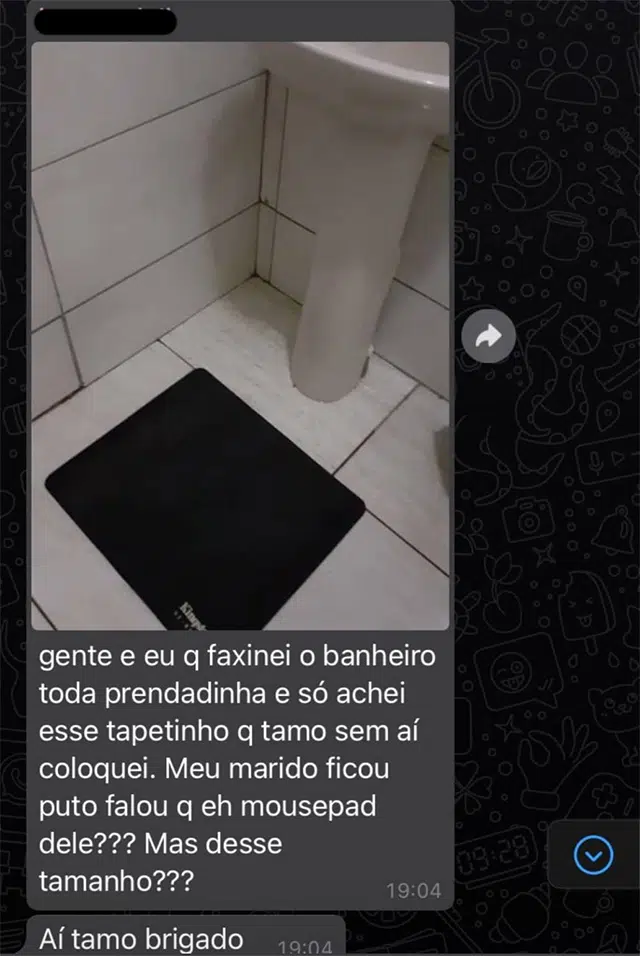 gente e eu q faxinei o banheiro
toda prendadinha e só achei
esse tapetinho q tamo sem aí
coloquei. Meu marido ficou
puto falou q eh mousepad
dele??? Mas desse
tamanho???
19:04
Aí tamo brigado
19:04